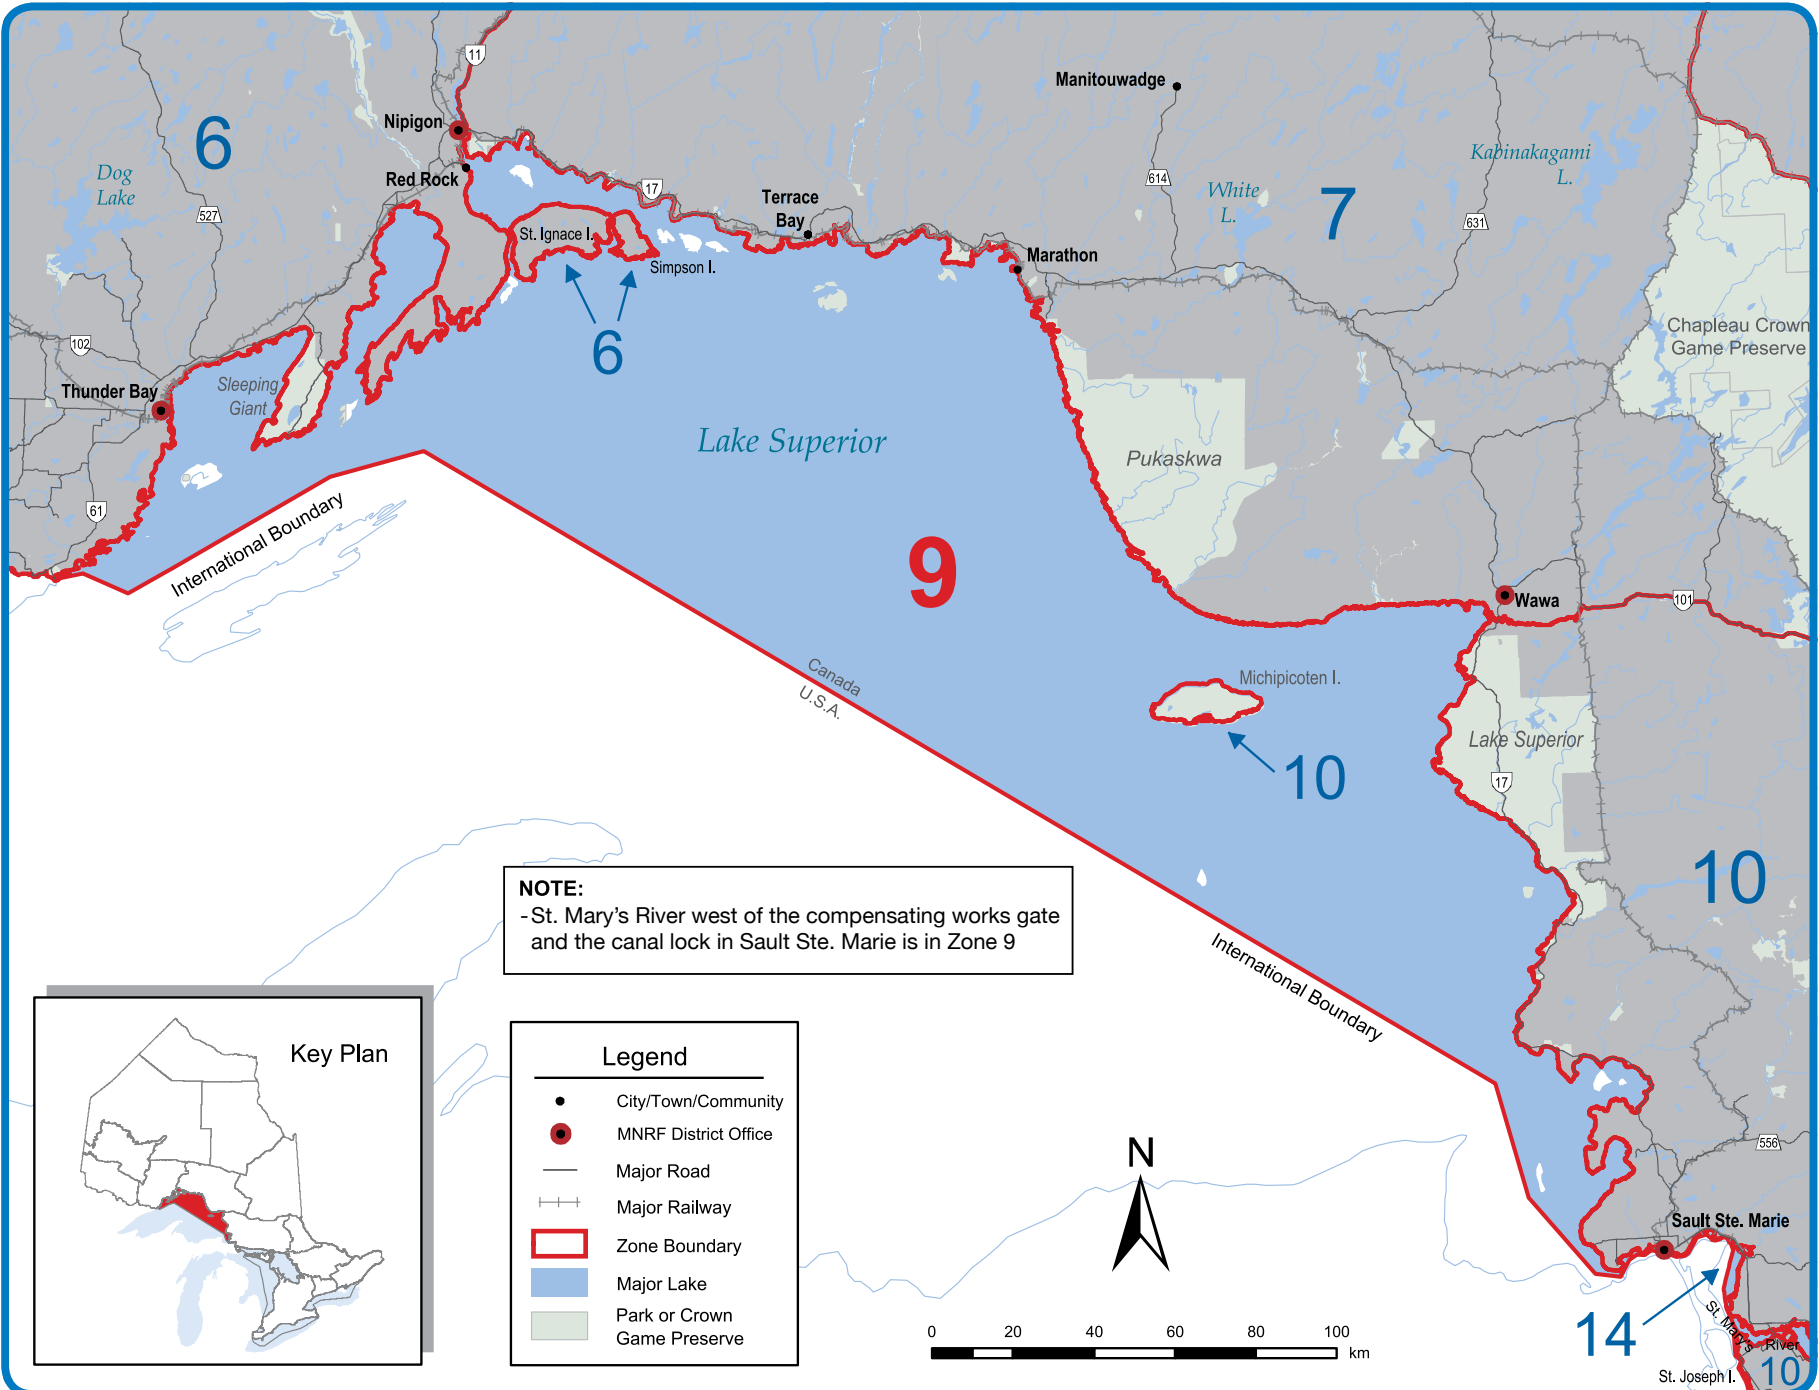 11
Manitouwadge
Nipigon
6
Dog
Lake
Kabinakagami
L.
Red Rock
17
614
White
L.
7
Terrace
Bay
527
631
St. Ignace I.
Simpson I.
Marathon
6
102
Chapleau Crown
Game Preserve
Thunder Bay
Sleeping
Giant
Lake Superior
Pukaskwa
61
International Boundary
9
Wawa
101
Canada
U.S.A.
Michipicoten I.
10
Lake Superior
17
10
NOTE:
-St. Mary's River west of the compensating works gate
and the canal lock in Sault Ste. Marie is in Zone 9
International Boundary
Key Plan
Legend
City/Town/Community
MNRF District Office
Major Road
Major Railway
Zone Boundary
Major Lake
Park or Crown
Game Preserve
N
0 20 40 60 80 100
km
556
Sault Ste. Marie
14
St. Mary's
River
St. Joseph I.
10